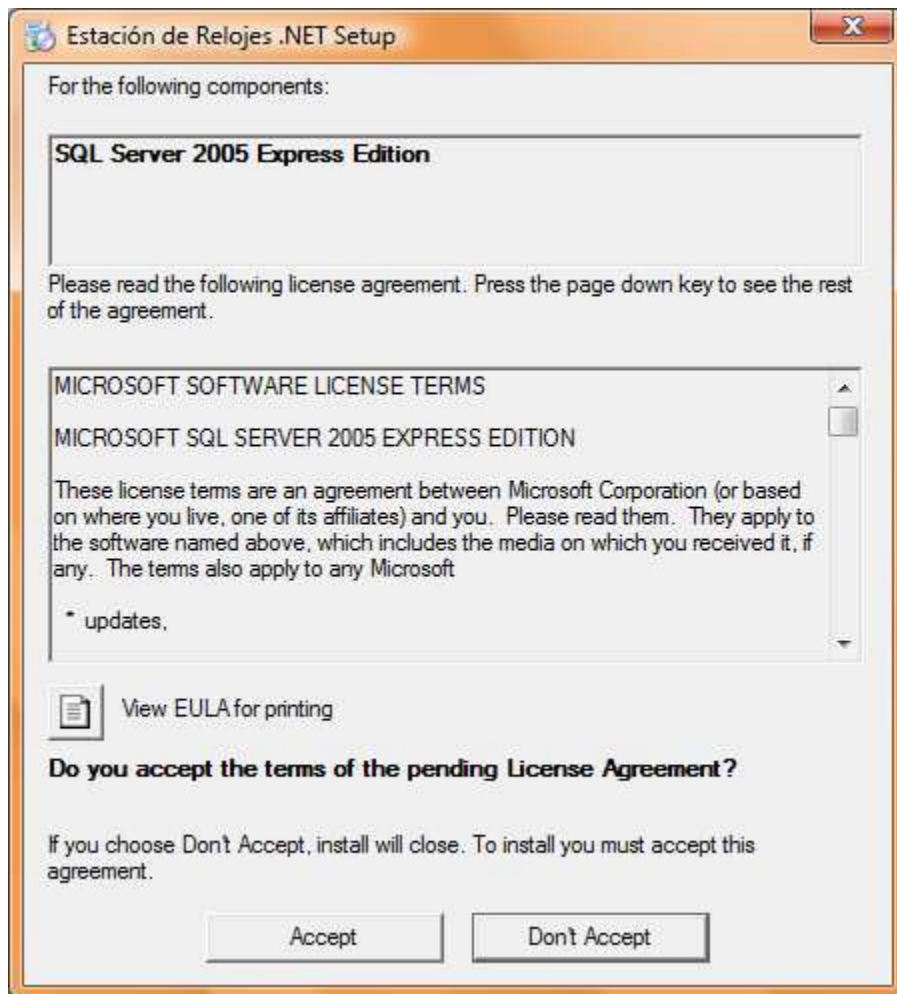 Estación de Relojes .NET Setup
For the following components:
SQL Server 2005 Express Edition
Please read the following license agreement. Press the page down key to see the rest
of the agreement.
MICROSOFT SOFTWARE LICENSE TERMS
MICROSOFT SQL SERVER 2005 EXPRESS EDITION
These license terms are an agreement between Microsoft Corporation (or based
on where you live, one of its affiliates) and you.  Please read them.  They apply to
the software named above, which includes the media on which you received it, if
any.  The terms also apply to any Microsoft
* updates,
View EULA for printing
Do you accept the terms of the pending License Agreement?
If you choose Don't Accept, install will close. To install you must accept this
agreement.
Accept
Don't Accept